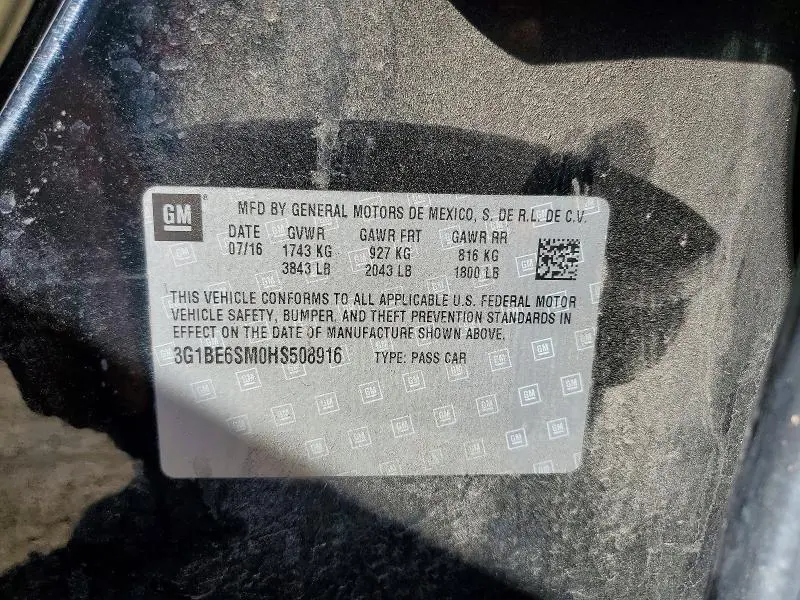 GM ® MFD BY GENERAL MOTORS DE MEXICO, S. DE R.L. DE C.V.
DATE GVWR GAWR FRT GAWR RR
07/16 1743 KG 927 KG 816 KG
3843 LB 2043 LB 1800 LB
THIS VEHICLE CONFORMS TO ALL APPLICABLE U.S. FEDERAL MOTOR
VEHICLE SAFETY, BUMPER, AND THEFT PREVENTION STANDARDS IN
EFFECT ON THE DATE OF MANUFACTURE SHOWN ABOVE.
3G1BE6SM0HS508916 TYPE: PASS CAR